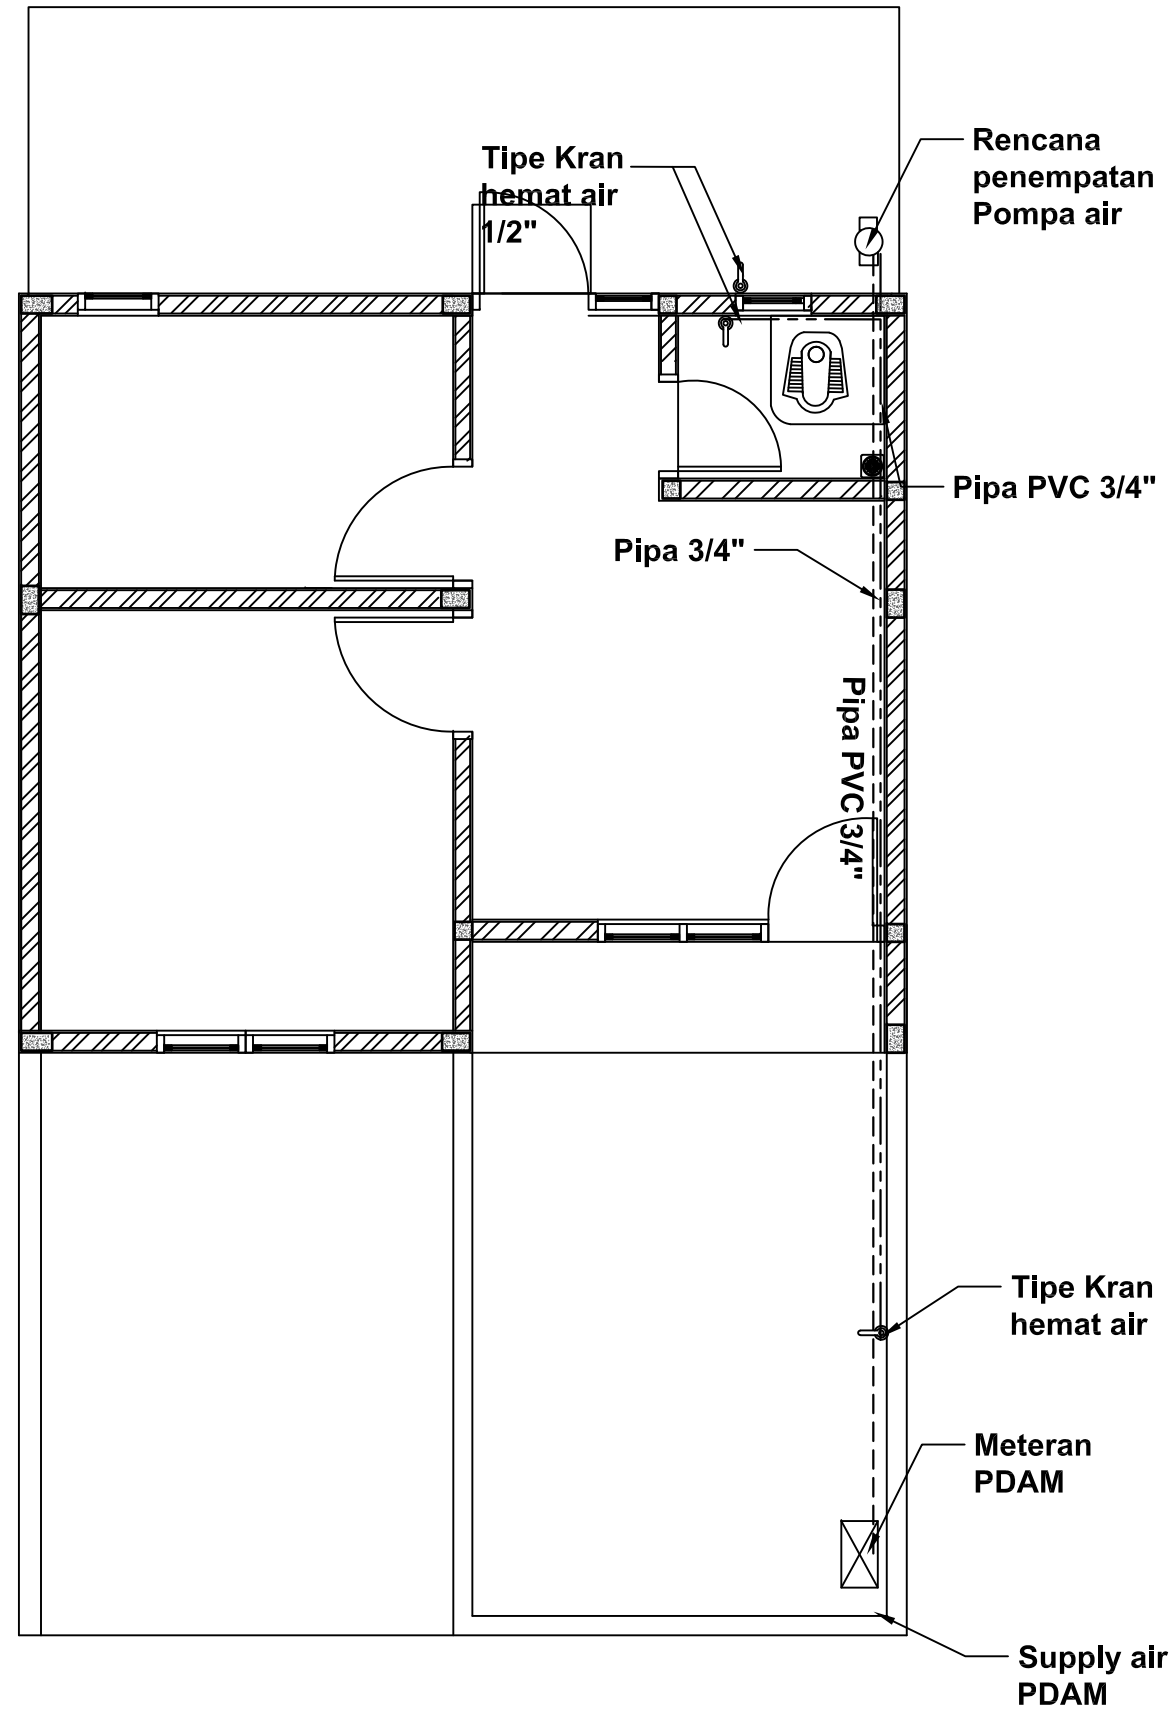 Rencana
penempatan
Pompa air
Tipe Kran
hemat air
1/2"
Pipa PVC 3/4"
Pipa 3/4"
Pipa PVC 3/4"
Tipe Kran
hemat air
Meteran
PDAM
Supply air
PDAM